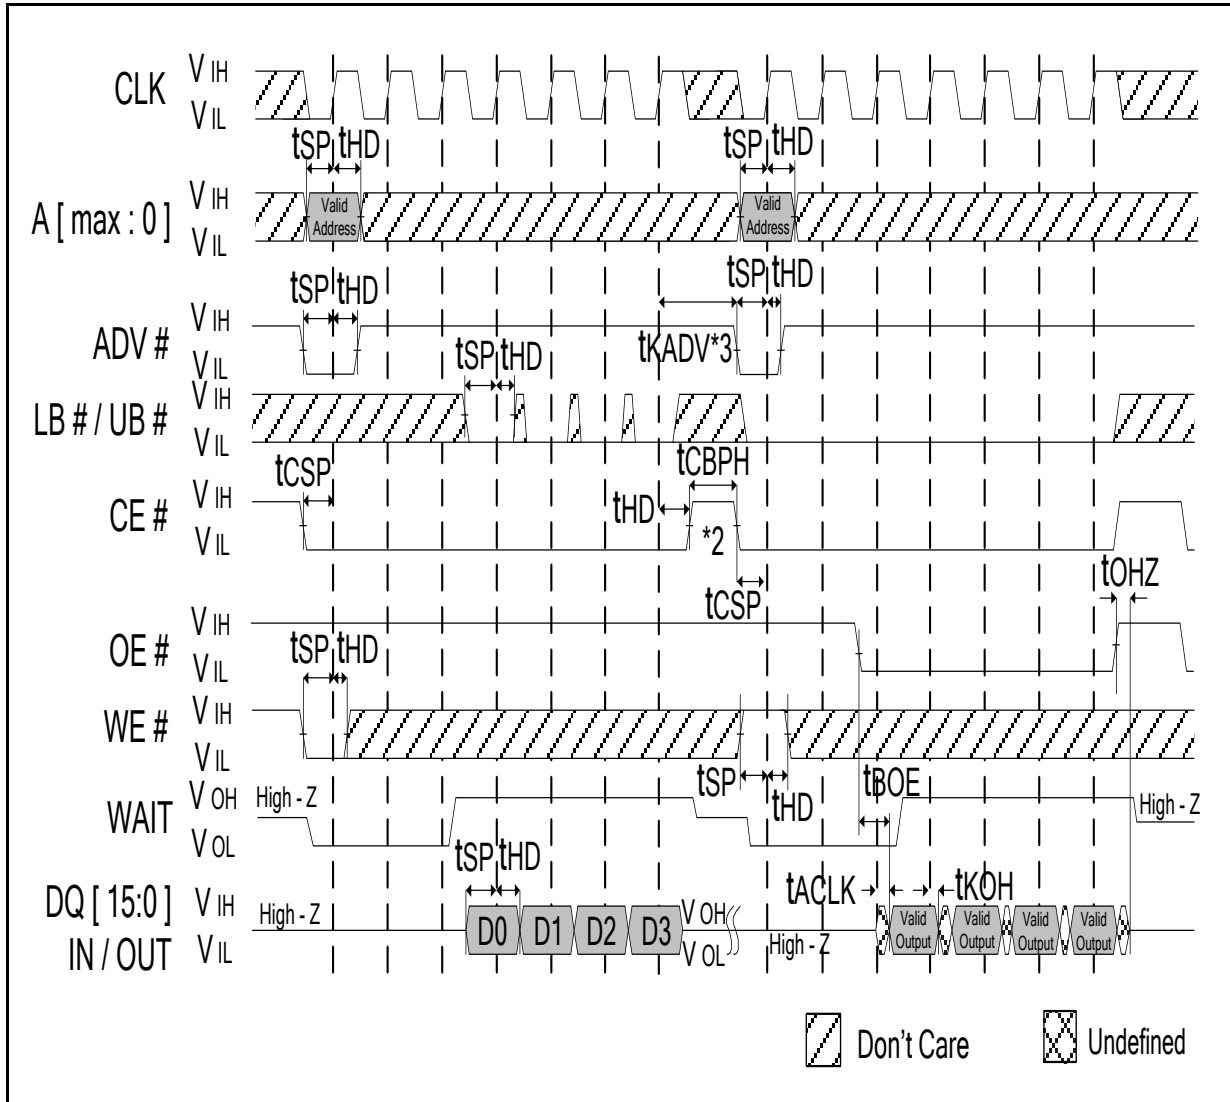 CLK
V IH
V IL
tSP tHD
tSP tHD
A [ max : 0 ]
V IH
V IL
Valid Address
Valid Address
tSP tHD
tSP tHD
ADV #
V IH
V IL
tKADV*3
tSP tHD
LB # / UB #
V IH
V IL
tCSP
tCBPH
CE #
V IH
V IL
tHD
*2
tCSP
tOHZ
OE #
V IH
V IL
tSP tHD
WE #
V IH
V IL
tSP
tHD
tBOE
WAIT
V OH
V OL
High - Z
High - Z
tSP tHD
tACLK
tKOH
DQ [ 15:0 ]
IN / OUT
V IH
V IL
High - Z
D0
D1
D2
D3
V OH
V OL
High - Z
Valid Output
Valid Output
Valid Output
Valid Output
Don't Care
Undefined